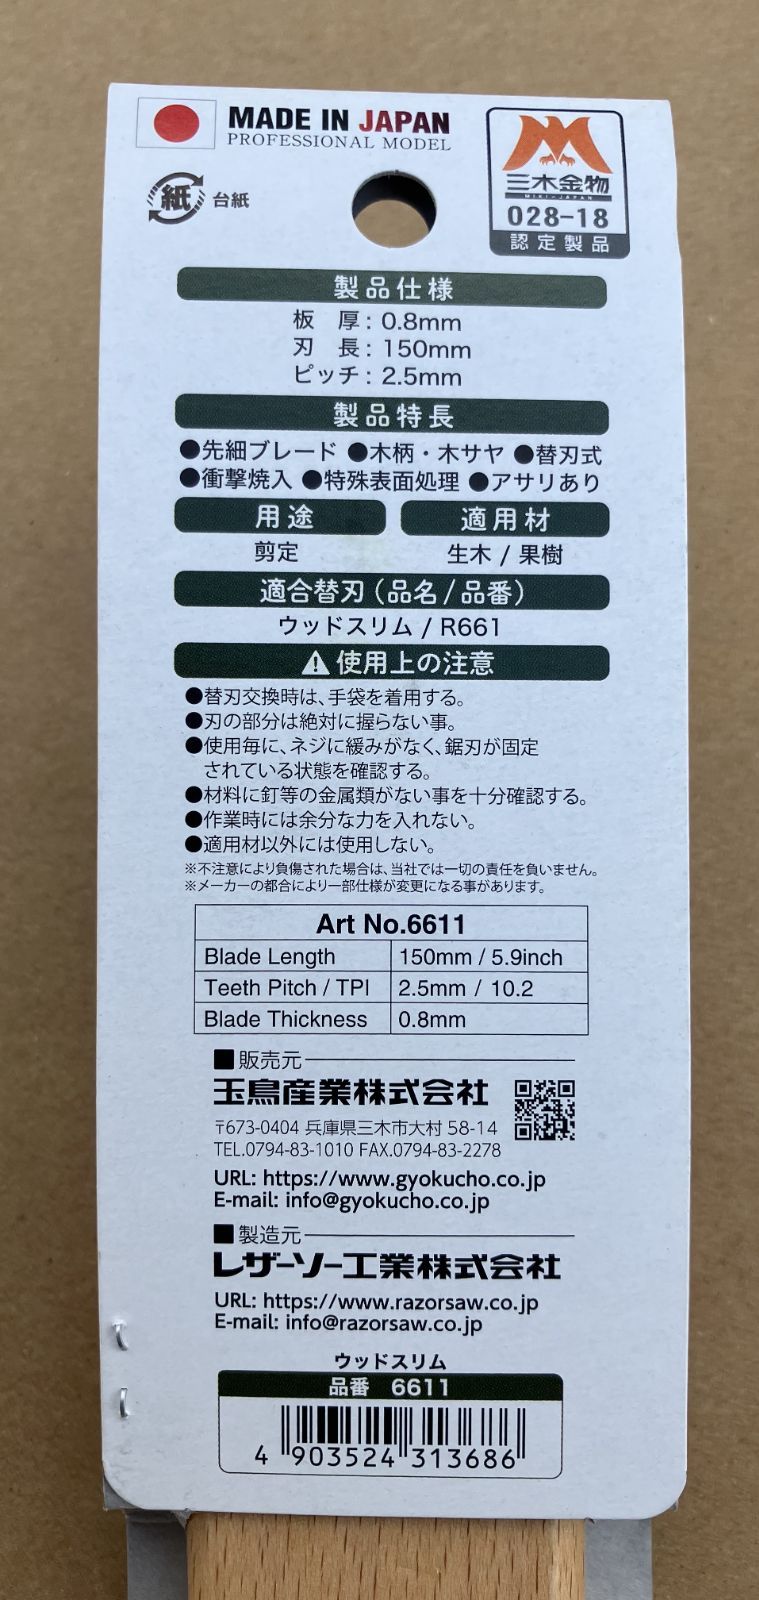 MADE IN JAPAN
PROFESSIONAL MODEL
紙 台紙
三木金物
MIKI-JAPAN
028-18
認定製品
製品仕様
板 厚: 0.8mm
刃 長: 150mm
ピッチ: 2.5mm
製品特長
●先細ブレード ●木柄・木サヤ ●替刃式
●衝撃焼入 ●特殊表面処理 ●アサリあり
用途 適用材
剪定 生木 / 果樹
適合替刃(品名/品番)
ウッドスリム / R661
⚠使用上の注意
●替刃交換時は、手袋を着用する。
●刃の部分は絶対に握らない事。
●使用毎に、ネジに緩みがなく、鋸刃が固定
されている状態を確認する。
●材料に釘等の金属類がない事を十分確認する。
●作業時には余分な力を入れない。
●適用材以外には使用しない。
※不注意により負傷された場合は、当社では一切の責任を負いません。
※メーカーの都合により一部仕様が変更になる事があります。
Art No.6611
Blade Length 150mm / 5.9inch
Teeth Pitch / TPI 2.5mm / 10.2
Blade Thickness 0.8mm
■販売元
玉鳥産業株式会社
〒673-0404 兵庫県三木市大村 58-14
TEL.0794-83-1010 FAX.0794-83-2278
URL: https://www.gyokucho.co.jp
E-mail: info@gyokucho.co.jp
■製造元
レザーソー工業株式会社
URL: https://www.razorsaw.co.jp
E-mail: info@razorsaw.co.jp
ウッドスリム
品番 6611
4 903524 313686